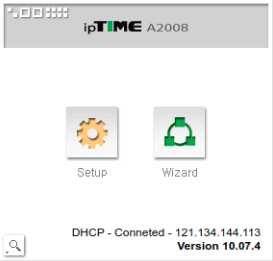 ipTIME A2008
Setup
Wizard
DHCP - Conneted - 121.134.144.113
Version 10.07.4